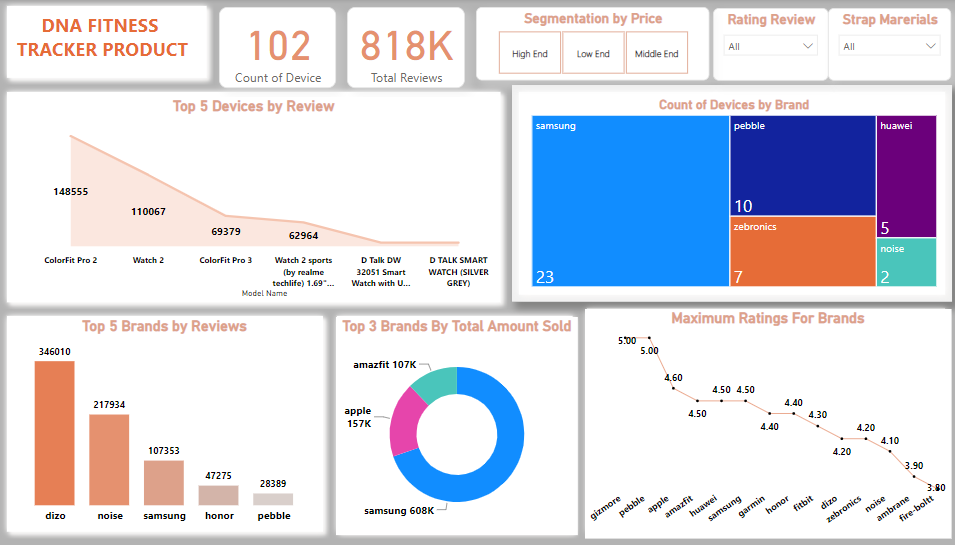 DNA FITNESS
TRACKER PRODUCT
102
Count of Device
818K
Total Reviews
Segmentation by Price
High End
Low End
Middle End
Rating Review
All
Strap Marerials
All
Top 5 Devices by Review
148555
110067
69379
62964
ColorFit Pro 2
Watch 2
ColorFit Pro 3
Watch 2 sports
(by realme
techlife) 1.69"...
D Talk DW
32051 Smart
Watch with U...
D TALK SMART
WATCH (SILVER
GREY)
Model Name
Count of Devices by Brand
samsung
23
pebble
10
zebronics
7
huawei
5
noise
2
Top 5 Brands by Reviews
346010
217934
107353
47275
28389
dizo
noise
samsung
honor
pebble
Top 3 Brands By Total Amount Sold
amazfit 107K
apple
157K
samsung 608K
Maximum Ratings For Brands
5.00
5.00
4.60
4.50
4.50
4.50
4.40
4.40
4.30
4.20
4.20
4.10
3.90
3.80
gizmore
pebble
apple
amazfit
huawei
samsung
garmin
honor
fitbit
dizo
zebronics
noise
ambrane
fire-boltt